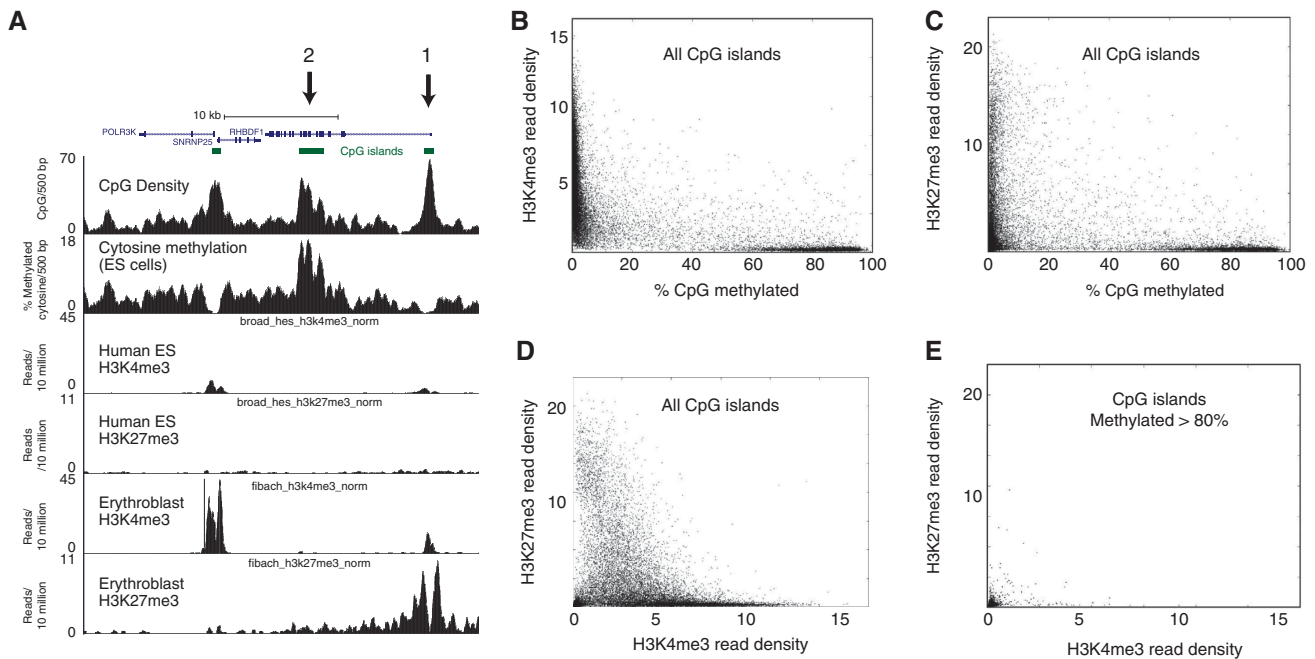 A
2
1
10 kb
POLR3K
SNRNP25
RHBDF1
CpG islands
70
0
CpG/500 bp
CpG Density
18
0
% Methylated
cytosine/500 bp
Cytosine methylation
(ES cells)
broad_hes_h3k4me3_norm
45
0
Reads/
10 million
Human ES
H3K4me3
broad_hes_h3k27me3_norm
11
0
Reads
/10 million
Human ES
H3K27me3
fibach_h3k4me3_norm
45
0
Reads/
10 million
Erythroblast
H3K4me3
fibach_h3k27me3_norm
11
0
Reads/
10 million
Erythroblast
H3K27me3
B
All CpG islands
H3K4me3 read density
15
10
5
0 20 40 60 80 100
% CpG methylated
C
All CpG islands
H3K27me3 read density
20
10
0 20 40 60 80 100
% CpG methylated
D
All CpG islands
H3K27me3 read density
20
10
0
0 5 10 15
H3K4me3 read density
E
CpG islands
Methylated > 80%
H3K27me3 read density
20
10
0
0 5 10 15
H3K4me3 read density